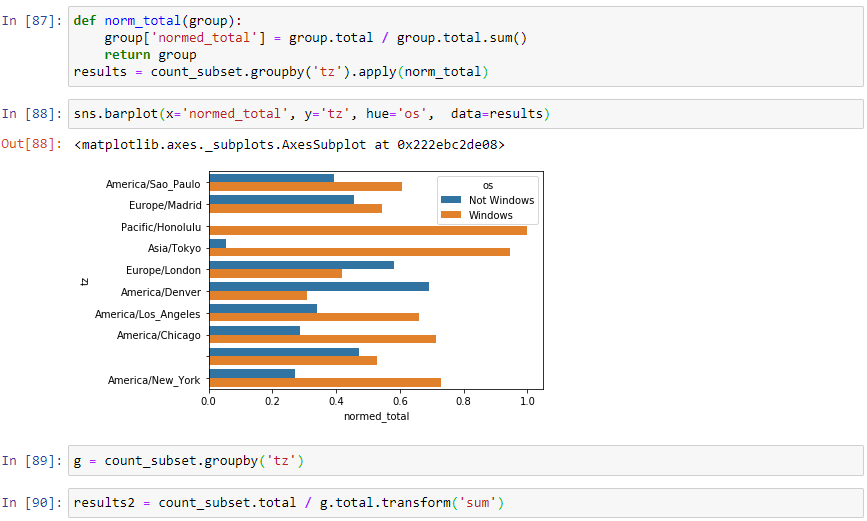 In [87]: def norm_total(group):
group['normed_total'] = group.total / group.total.sum()
return group
results = count_subset.groupby('tz').apply(norm_total)
In [88]: sns.barplot(x='normed_total', y='tz', hue='os',  data=results)
Out[88]: <matplotlib.axes._subplots.AxesSubplot at 0x222ebc2de08>
os
Not Windows
Windows
America/Sao_Paulo
Europe/Madrid
Pacific/Honolulu
Asia/Tokyo
Europe/London
America/Denver
America/Los_Angeles
America/Chicago
America/New_York
tz
0.0 0.2 0.4 0.6 0.8 1.0
normed_total
In [89]: g = count_subset.groupby('tz')
In [90]: results2 = count_subset.total / g.total.transform('sum')